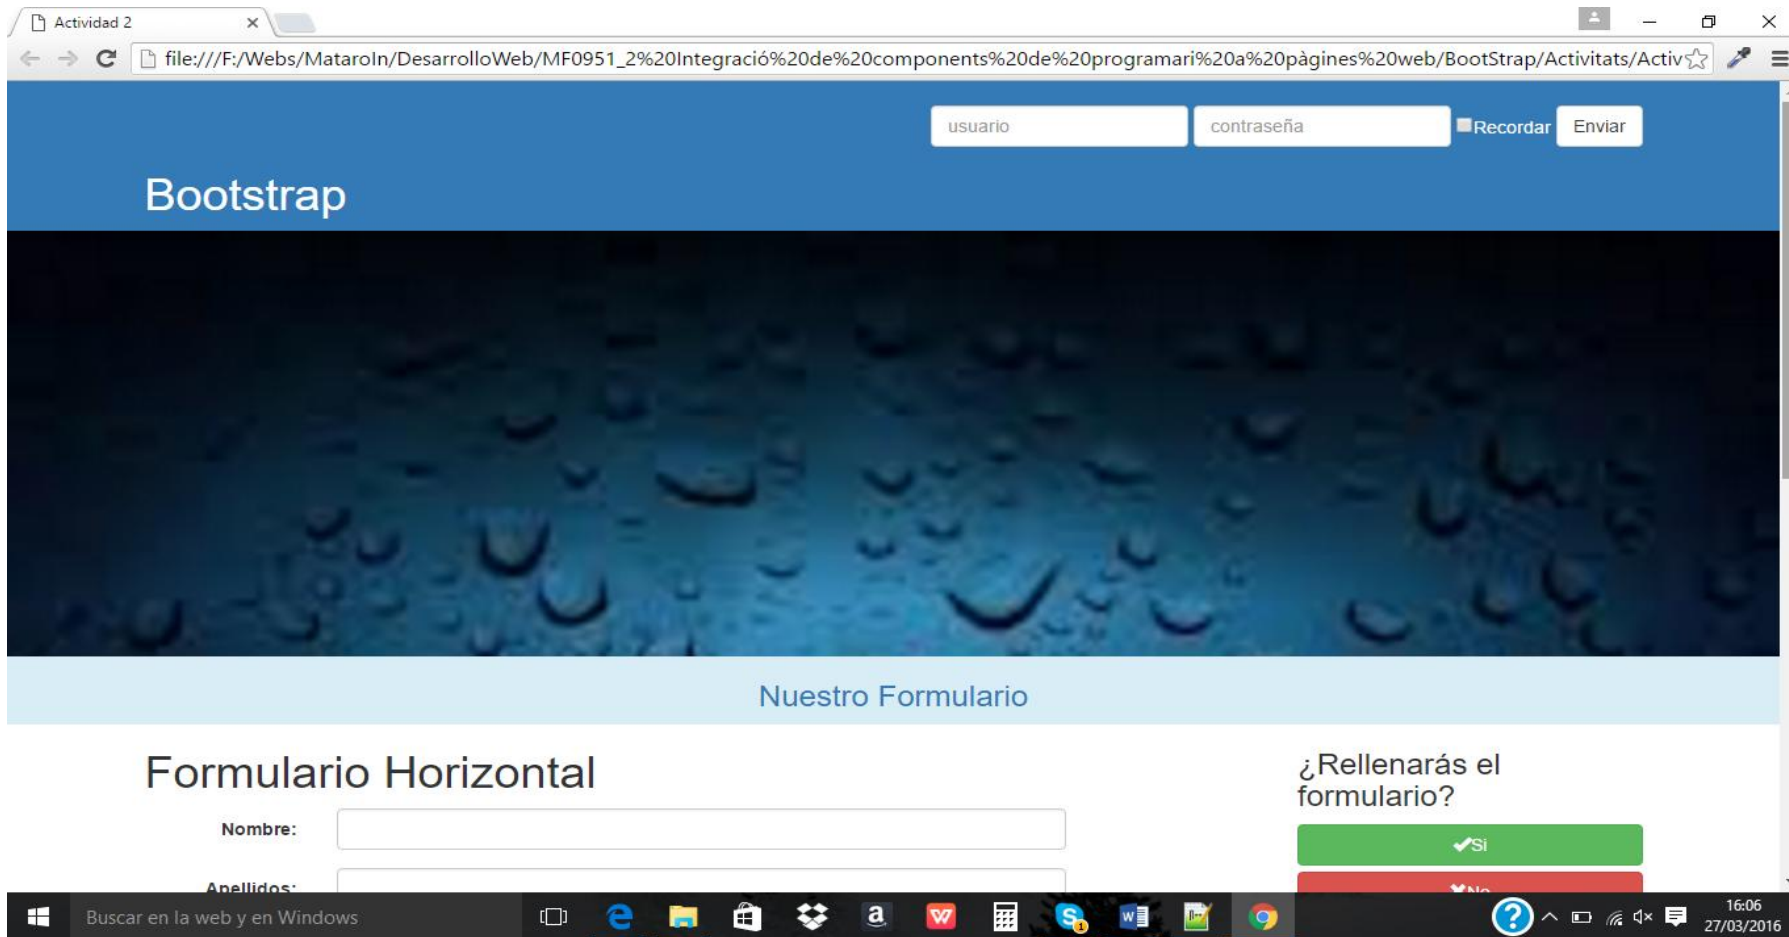 Actividad 2
file:///F:/Webs/MataroIn/DesarrolloWeb/MF0951_2%20Integració%20de%20components%20de%20programari%20a%20pàgines%20web/BootStrap/Activitats/Activ
usuario contraseña Recordar Enviar
Bootstrap
Nuestro Formulario
Formulario Horizontal
¿Rellenarás el
formulario?
Nombre:
Si
Apellidos:
No
Buscar en la web y en Windows
16:06
27/03/2016